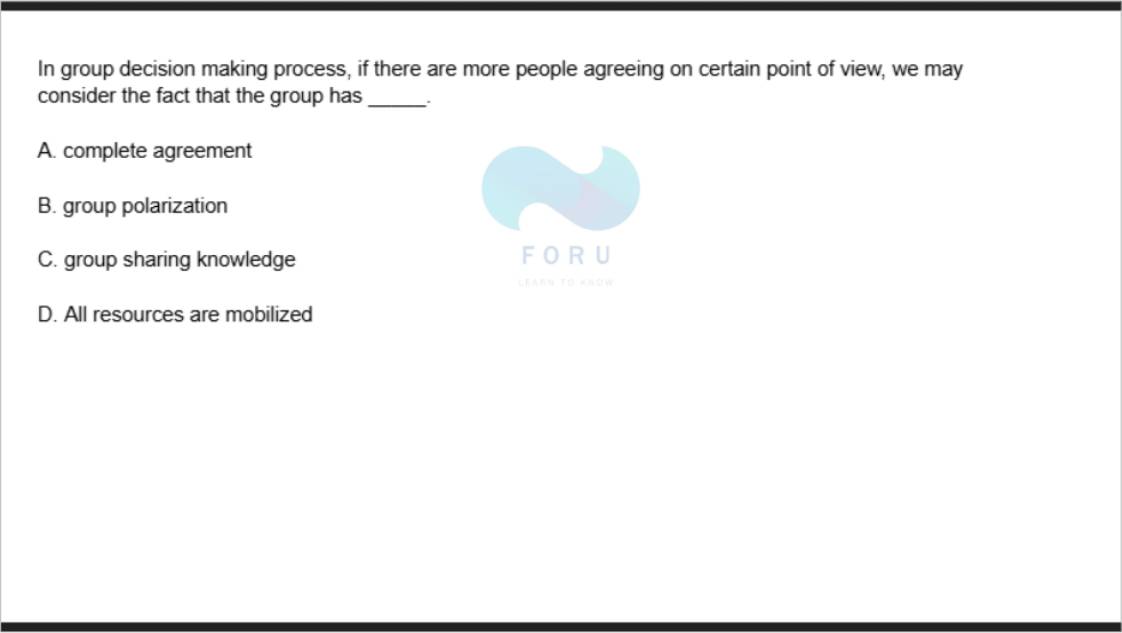 In group decision making process, if there are more people agreeing on certain point of view, we may
consider the fact that the group has _____.
A. complete agreement
B. group polarization
C. group sharing knowledge
D. All resources are mobilized
FORU
LEARN TO KNOW